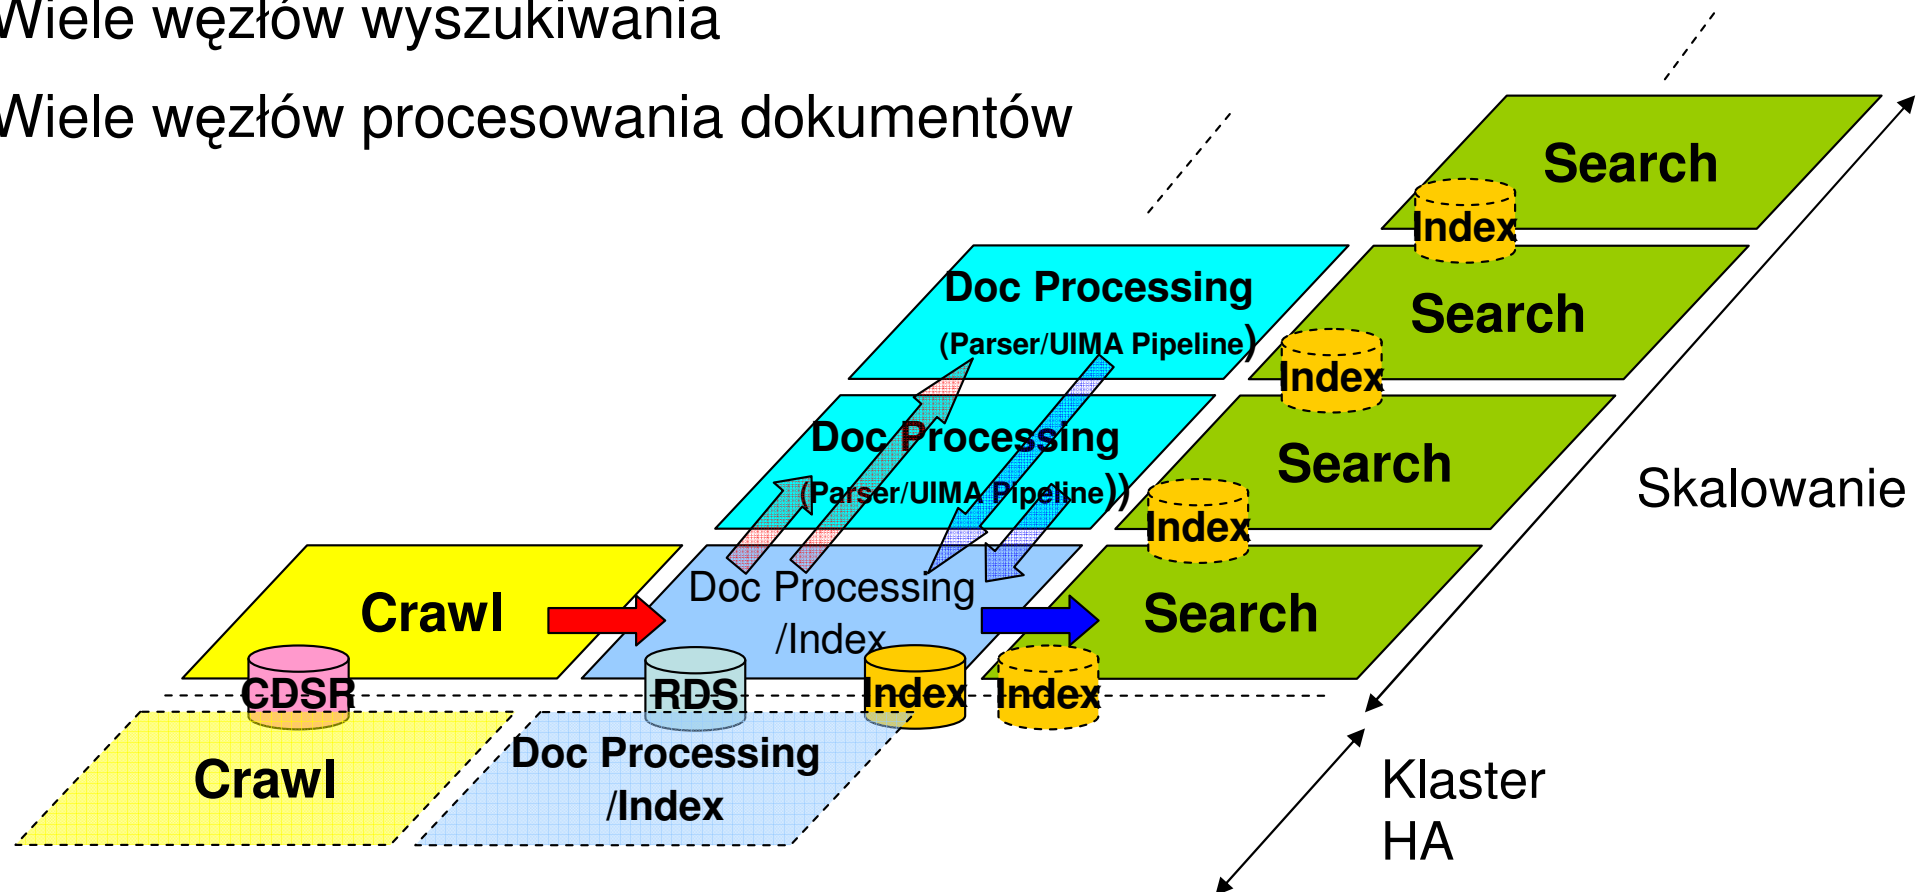 Wiele węzłów wyszukiwania
Wiele węzłów procesowania dokumentów
Search
Index
Doc Processing
(Parser/UIMA Pipeline)
Search
Index
Doc Processing
(Parser/UIMA Pipeline))
Search
Index
Skalowanie
Crawl
Doc Processing
/Index
Search
CDSR
RDS
Index
Index
Crawl
Doc Processing
/Index
Klaster
HA